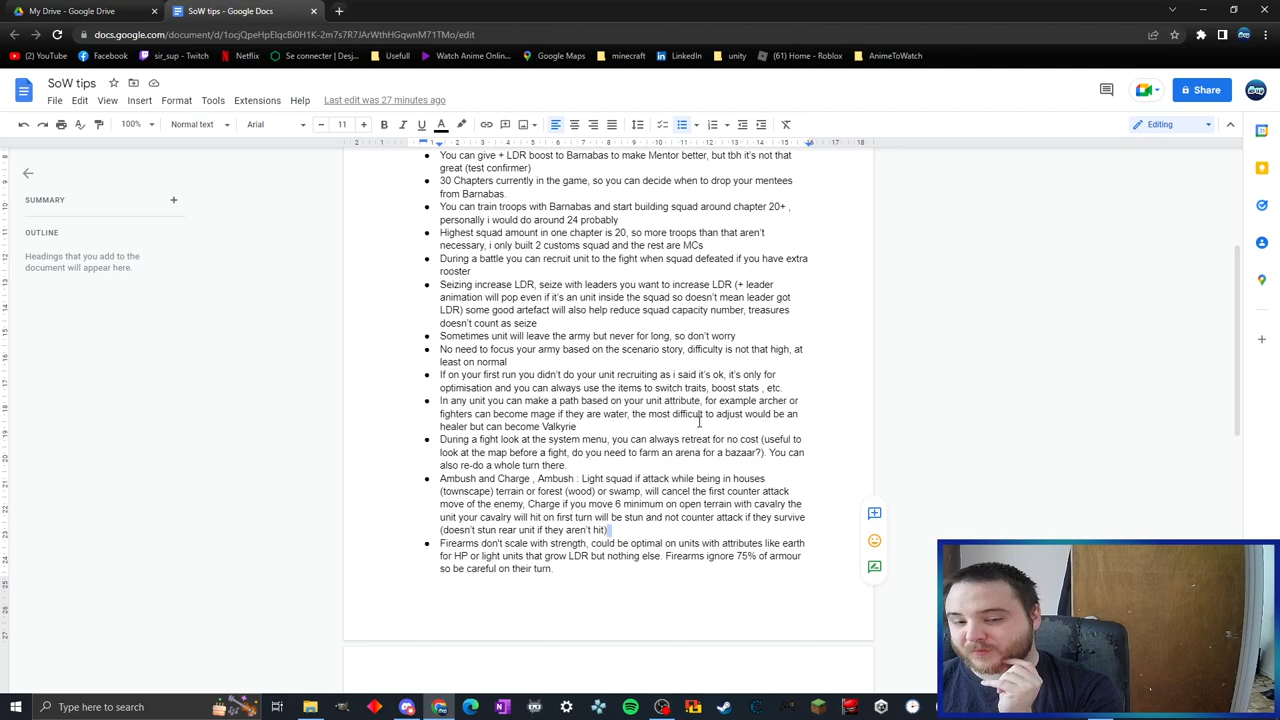 My Drive - Google Drive
SoW tips - Google Docs
docs.google.com/document/d/1ocjQpeHpElqcBi0H1K-2m7s7R7JArWthHGqwnM71TMo/edit
(2) YouTube
Facebook
sir_sup - Twitch
Netflix
Se connecter | Desj...
Usefull
Watch Anime Onlin...
Google Maps
minecraft
LinkedIn
unity
(61) Home - Roblox
AnimeToWatch
SoW tips
File Edit View Insert Format Tools Extensions Help Last edit was 27 minutes ago
Share
100% Normal text Arial 11 Editing
2 1 1 2 3 4 5 6 7 8 9 10 11 12 13 14 15 16 17 18
SUMMARY
OUTLINE
Headings that you add to the
document will appear here.
● You can give + LDR boost to Barnabas to make Mentor better, but tbh it's not that
great (test confirmer)
● 30 Chapters currently in the game, so you can decide when to drop your mentees
from Barnabas.
● You can train troops with Barnabas and start building squad around chapter 20+ ,
personally i would do around 24 probably
● Highest squad amount in one chapter is 20, so more troops than that aren't
necessary, i only built 2 customs squad and the rest are MCs
● During a battle you can recruit unit to the fight when squad defeated if you have extra
rooster
● Seizing increase LDR, seize with leaders you want to increase LDR (+ leader
animation will pop even if it's an unit inside the squad so doesn't mean leader got
LDR) some good artefact will also help reduce squad capacity number, treasures
doesn't count as seize
● Sometimes unit will leave the army but never for long, so don't worry
● No need to focus your army based on the scenario story, difficulty is not that high, at
least on normal
● If on your first run you didn't do your unit recruiting as i said it's ok, it's only for
optimisation and you can always use the items to switch traits, boost stats , etc.
● In any unit you can make a path based on your unit attribute, for example archer or
fighters can become mage if they are water, the most difficult to adjust would be an
healer but can become Valkyrie
● During a fight look at the system menu, you can always retreat for no cost (useful to
look at the map before a fight, do you need to farm an arena for a bazaar?). You can
also re-do a whole turn there.
● Ambush and Charge , Ambush : Light squad if attack while being in houses
(townscape) terrain or forest (wood) or swamp, will cancel the first counter attack
move of the enemy, Charge if you move 6 minimum on open terrain with cavalry the
unit your cavalry will hit on first turn will be stun and not counter attack if they survive
(doesn't stun rear unit if they aren't hit)
● Firearms don't scale with strength, could be optimal on units with attributes like earth
for HP or light units that grow LDR but nothing else. Firearms ignore 75% of armour
so be careful on their turn.
Type here to search